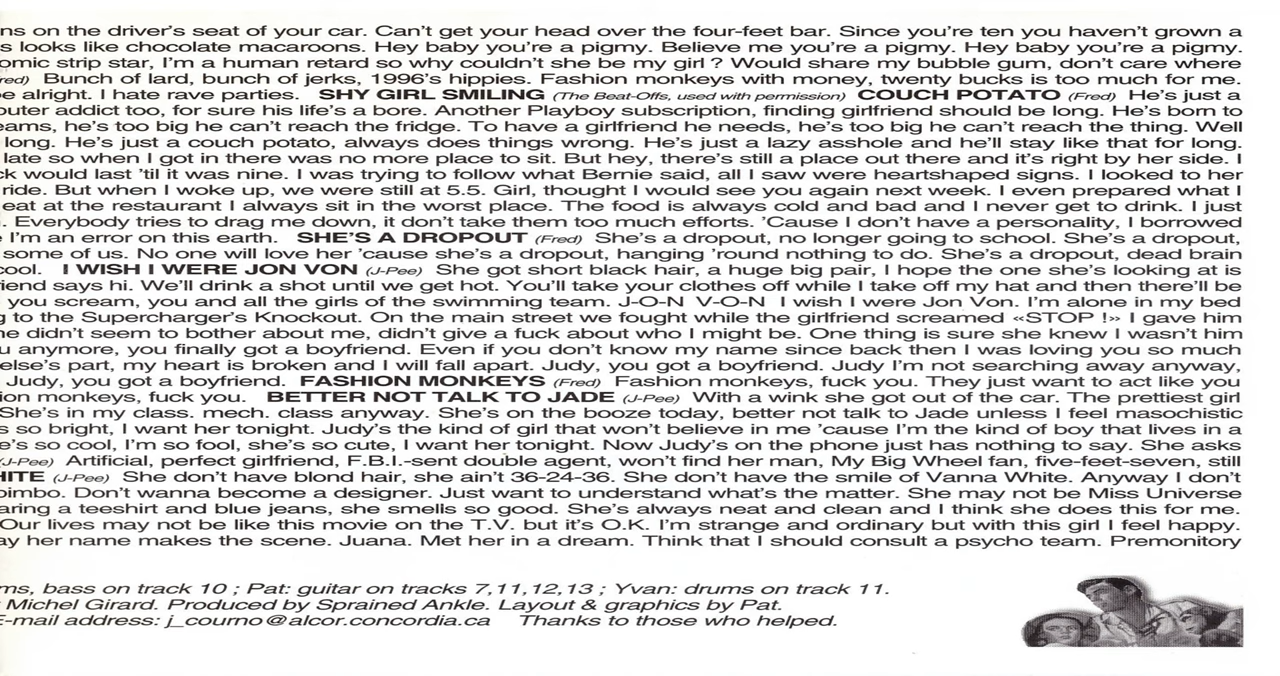 ns on the driver's seat of your car. Can't get your head over the four-feet bar. Since you're ten you haven't grown a
s looks like chocolate macaroons. Hey baby you're a pigmy. Believe me you're a pigmy. Hey baby you're a pigmy.
omic strip star, I'm a human retard so why couldn't she be my girl ? Would share my bubble gum, don't care where
red) Bunch of lard, bunch of jerks, 1996's hippies. Fashion monkeys with money, twenty bucks is too much for me.
e alright. I hate rave parties. SHY GIRL SMILING (The Beat-Offs, used with permission) COUCH POTATO (Fred) He's just a
outer addict too, for sure his life's a bore. Another Playboy subscription, finding girlfriend should be long. He's born to
eams, he's too big he can't reach the fridge. To have a girlfriend he needs, he's too big he can't reach the thing. Well
long. He's just a couch potato, always does things wrong. He's just a lazy asshole and he'll stay like that for long.
late so when I got in there was no more place to sit. But hey, there's still a place out there and it's right by her side. I
ck would last 'til it was nine. I was trying to follow what Bernie said, all I saw were heartshaped signs. I looked to her
ride. But when I woke up, we were still at 5.5. Girl, thought I would see you again next week. I even prepared what I
eat at the restaurant I always sit in the worst place. The food is always cold and bad and I never get to drink. I just
. Everybody tries to drag me down, it don't take them too much efforts. 'Cause I don't have a personality, I borrowed
I'm an error on this earth. SHE'S A DROPOUT (Fred) She's a dropout, no longer going to school. She's a dropout,
some of us. No one will love her 'cause she's a dropout, hanging 'round nothing to do. She's a dropout, dead brain
cool. I WISH I WERE JON VON (J-Pee) She got short black hair, a huge big pair, I hope the one she's looking at is
riend says hi. We'll drink a shot until we get hot. You'll take your clothes off while I take off my hat and then there'll be
you scream, you and all the girls of the swimming team. J-O-N V-O-N I wish I were Jon Von. I'm alone in my bed
g to the Supercharger's Knockout. On the main street we fought while the girlfriend screamed «STOP !» I gave him
ne didn't seem to bother about me, didn't give a fuck about who I might be. One thing is sure she knew I wasn't him
u anymore, you finally got a boyfriend. Even if you don't know my name since back then I was loving you so much
else's part, my heart is broken and I will fall apart. Judy, you got a boyfriend. Judy I'm not searching away anyway,
Judy, you got a boyfriend. FASHION MONKEYS (Fred) Fashion monkeys, fuck you. They just want to act like you
ion monkeys, fuck you. BETTER NOT TALK TO JADE (J-Pee) With a wink she got out of the car. The prettiest girl
She's in my class. mech. class anyway. She's on the booze today, better not talk to Jade unless I feel masochistic
s so bright, I want her tonight. Judy's the kind of girl that won't believe in me 'cause I'm the kind of boy that lives in a
e's so cool, I'm so fool, she's so cute, I want her tonight. Now Judy's on the phone just has nothing to say. She asks
(J-Pee) Artificial, perfect girlfriend, F.B.I.-sent double agent, won't find her man, My Big Wheel fan, five-feet-seven, still
HITE (J-Pee) She don't have blond hair, she ain't 36-24-36. She don't have the smile of Vanna White. Anyway I don't
bimbo. Don't wanna become a designer. Just want to understand what's the matter. She may not be Miss Universe
aring a teeshirt and blue jeans, she smells so good. She's always neat and clean and I think she does this for me.
Our lives may not be like this movie on the T.V. but it's O.K. I'm strange and ordinary but with this girl I feel happy.
ay her name makes the scene. Juana. Met her in a dream. Think that I should consult a psycho team. Premonitory
ms, bass on track 10 ; Pat: guitar on tracks 7,11,12,13 ; Yvan: drums on track 11.
Michel Girard. Produced by Sprained Ankle. Layout & graphics by Pat.
E-mail address: j_courno@alcor.concordia.ca Thanks to those who helped.